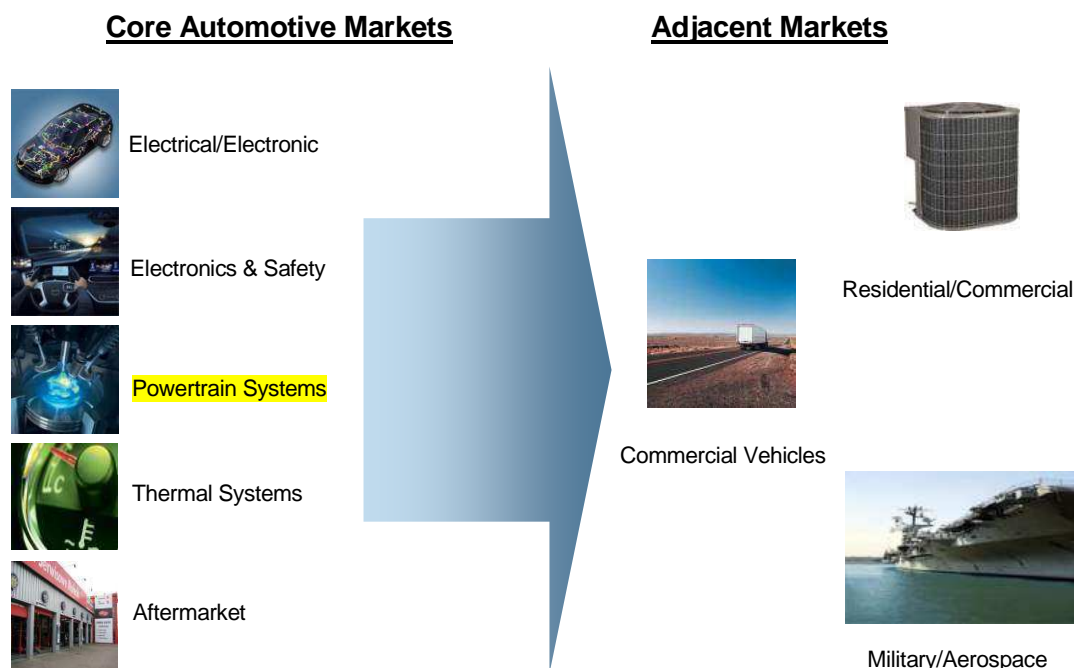 Core Automotive Markets
Adjacent Markets
Electrical/Electronic
Electronics & Safety
Powertrain Systems
Thermal Systems
Aftermarket
Residential/Commercial
Commercial Vehicles
Military/Aerospace